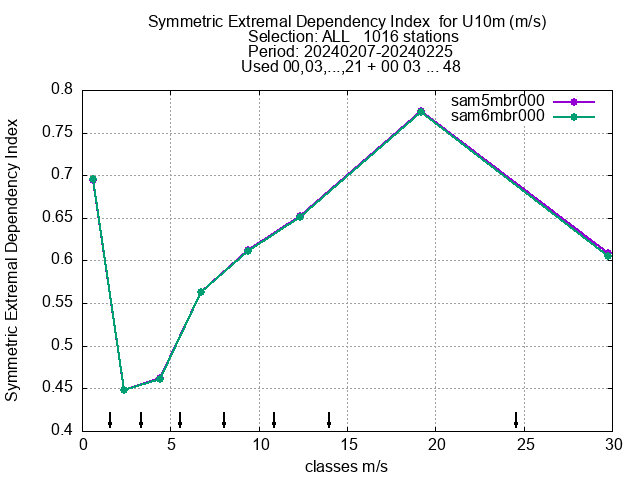 Symmetric Extremal Dependency Index  for U10m (m/s)
Selection: ALL   1016 stations
Period: 20240207-20240225
Used 00,03,...,21 + 00 03 ... 48
sam5mbr000
sam6mbr000
Symmetric Extremal Dependency Index
0.8
0.75
0.7
0.65
0.6
0.55
0.5
0.45
0.4
0 5 10 15 20 25 30
classes m/s